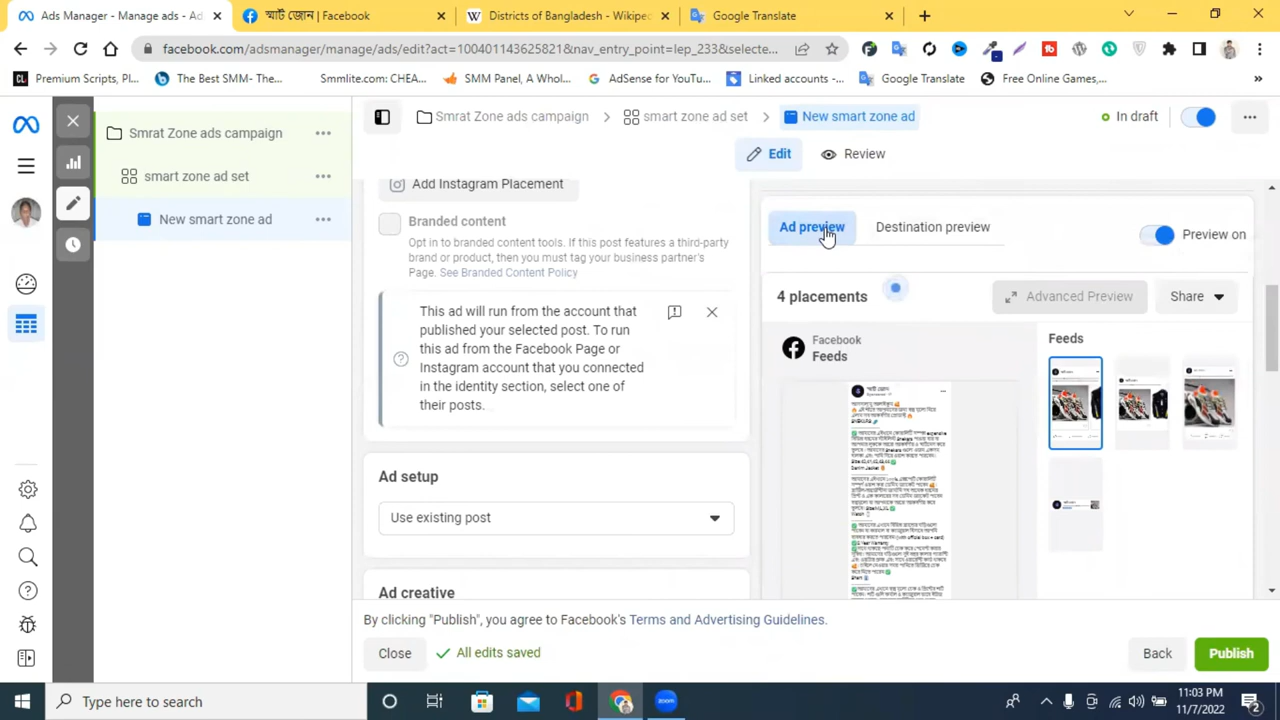 Ads Manager - Manage ads - Ad
স্মার্ট জোন | Facebook
Districts of Bangladesh - Wikiped
Google Translate
facebook.com/adsmanager/manage/ads/edit?act=100401143625821&nav_entry_point=lep_233&selecte...
Premium Scripts, Pl...
The Best SMM- The...
Smmlite.com: CHEA...
SMM Panel, A Whol...
AdSense for YouTu...
Linked accounts -...
Google Translate
Free Online Games,...
»
Smrat Zone ads campaign
smart zone ad set
New smart zone ad
Smrat Zone ads campaign > smart zone ad set > New smart zone ad
In draft
Edit
Review
Add Instagram Placement
Branded content
Opt in to branded content tools. If this post features a third-party
brand or product, then you must tag your business partner's
Page. See Branded Content Policy
This ad will run from the account that
published your selected post. To run
this ad from the Facebook Page or
Instagram account that you connected
in the identity section, select one of
their posts.
Ad setup
Use existing post
Ad creative
Ad preview
Destination preview
Preview on
4 placements
Advanced Preview
Share
Facebook
Feeds
Feeds
By clicking "Publish", you agree to Facebook's Terms and Advertising Guidelines.
Close
All edits saved
Back
Publish
Type here to search
zoom
11:03 PM
11/7/2022
2